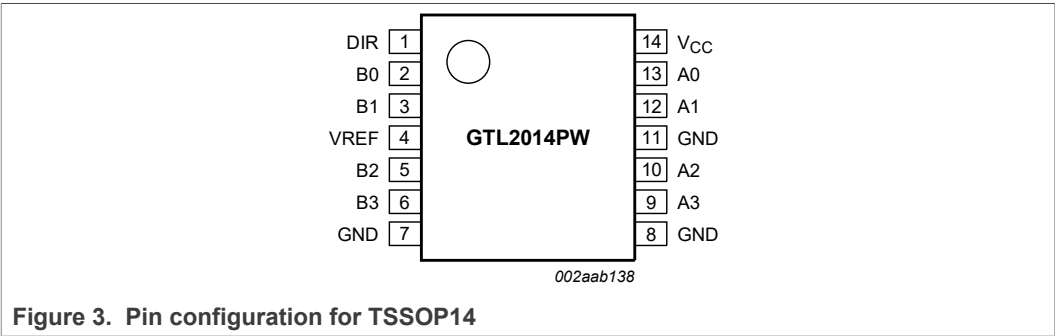 DIR 1 14 VCC
B0 2 13 A0
B1 3 12 A1
VREF 4 GTL2014PW 11 GND
B2 5 10 A2
B3 6 9 A3
GND 7 8 GND
002aab138
Figure 3. Pin configuration for TSSOP14